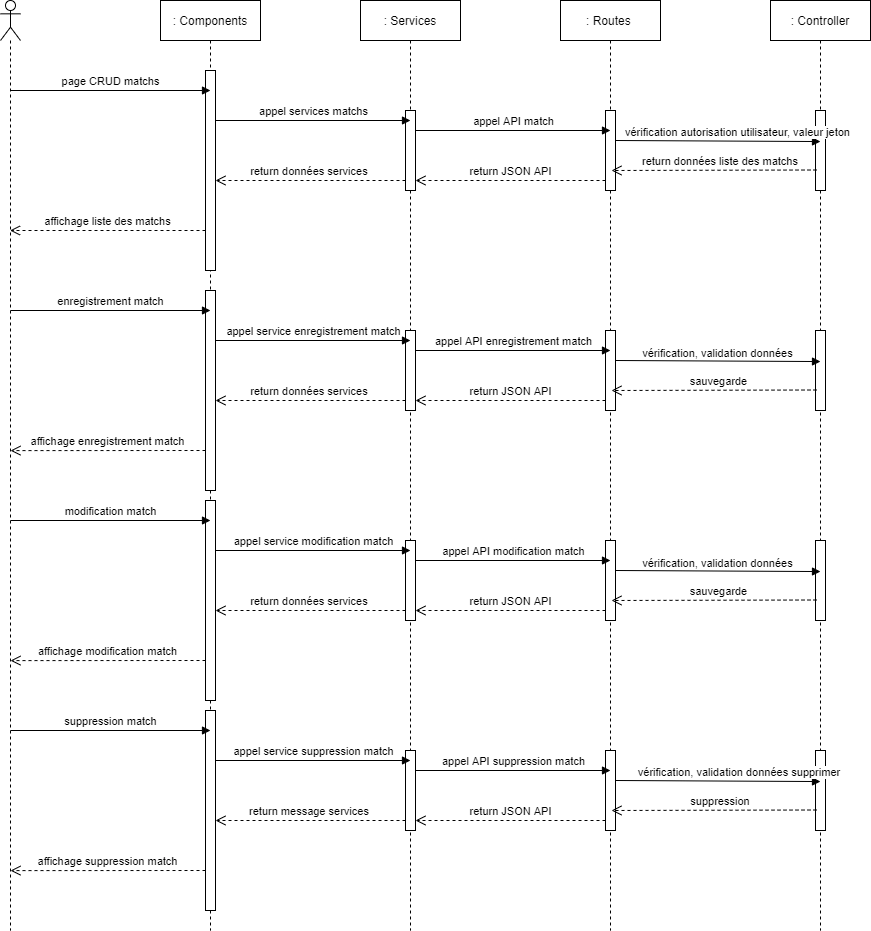 : Components
: Services
: Routes
: Controller
page CRUD matchs
appel services matchs
appel API match
vérification autorisation utilisateur, valeur jeton
return données liste des matchs
return JSON API
return données services
affichage liste des matchs
enregistrement match
appel service enregistrement match
appel API enregistrement match
vérification, validation données
sauvegarde
return JSON API
return données services
affichage enregistrement match
modification match
appel service modification match
appel API modification match
vérification, validation données
sauvegarde
return JSON API
return données services
affichage modification match
suppression match
appel service suppression match
appel API suppression match
vérification, validation données supprimer
suppression
return JSON API
return message services
affichage suppression match